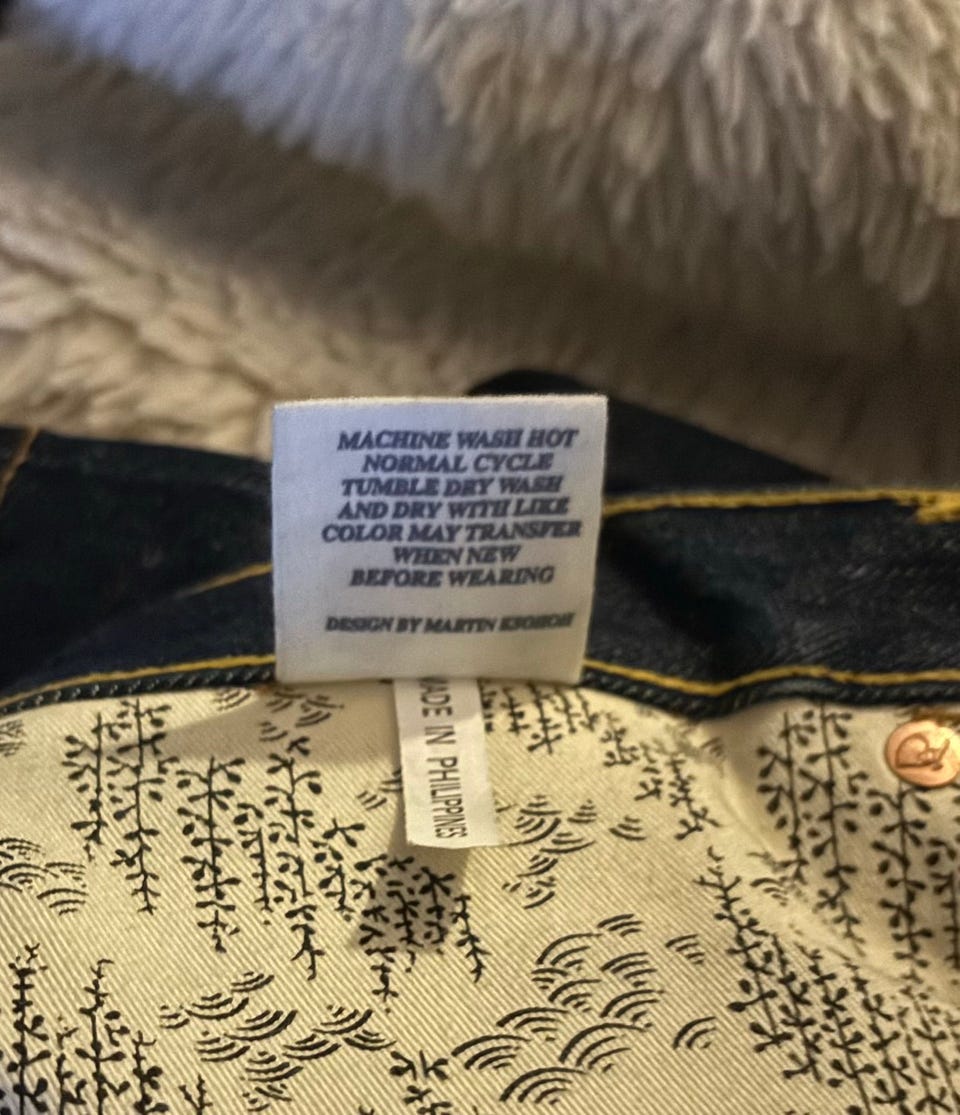 MACHINE WASH HOT
NORMAL CYCLE
TUMBLE DRY WASH
AND DRY WITH LIKE
COLOR MAY TRANSFER
WHEN NEW
BEFORE WEARING
DESIGN BY MARTIN
MADE IN PHILIPPINES